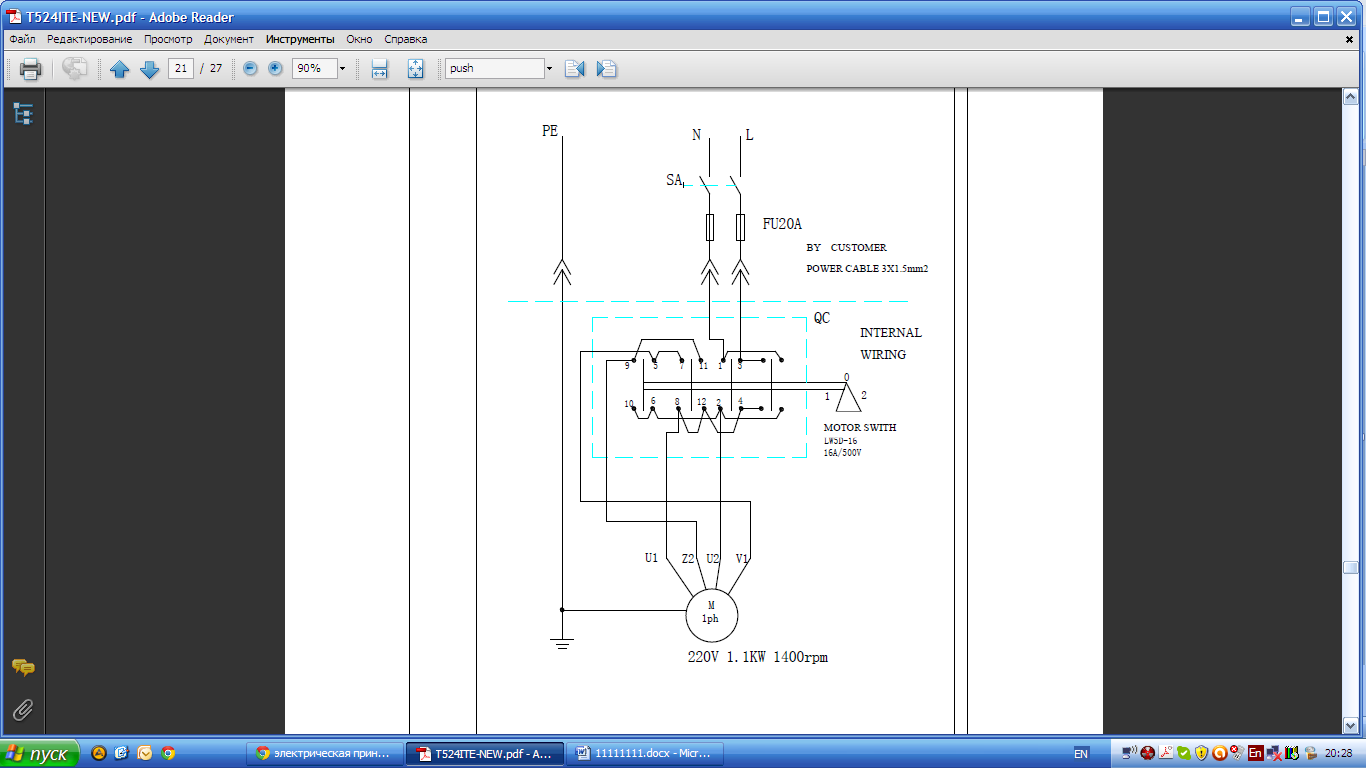 T524ITE-NEW.pdf - Adobe Reader
Файл Редактирование Просмотр Документ Инструменты Окно Справка
21 / 27 90% push
PE N L
SA
FU20A
BY CUSTOMER
POWER CABLE 3X1.5mm2
QC
INTERNAL
WIRING
9 5 7 11 1 3
0
1 2
10 6 8 12 2 4
MOTOR SWITH
LW5D-16
16A/500V
U1 Z2 U2 V1
M
1ph
220V 1.1KW 1400rpm
пуск электрическая прин... T524ITE-NEW.pdf - A... 11111111.docx - Micr... EN En 20:28